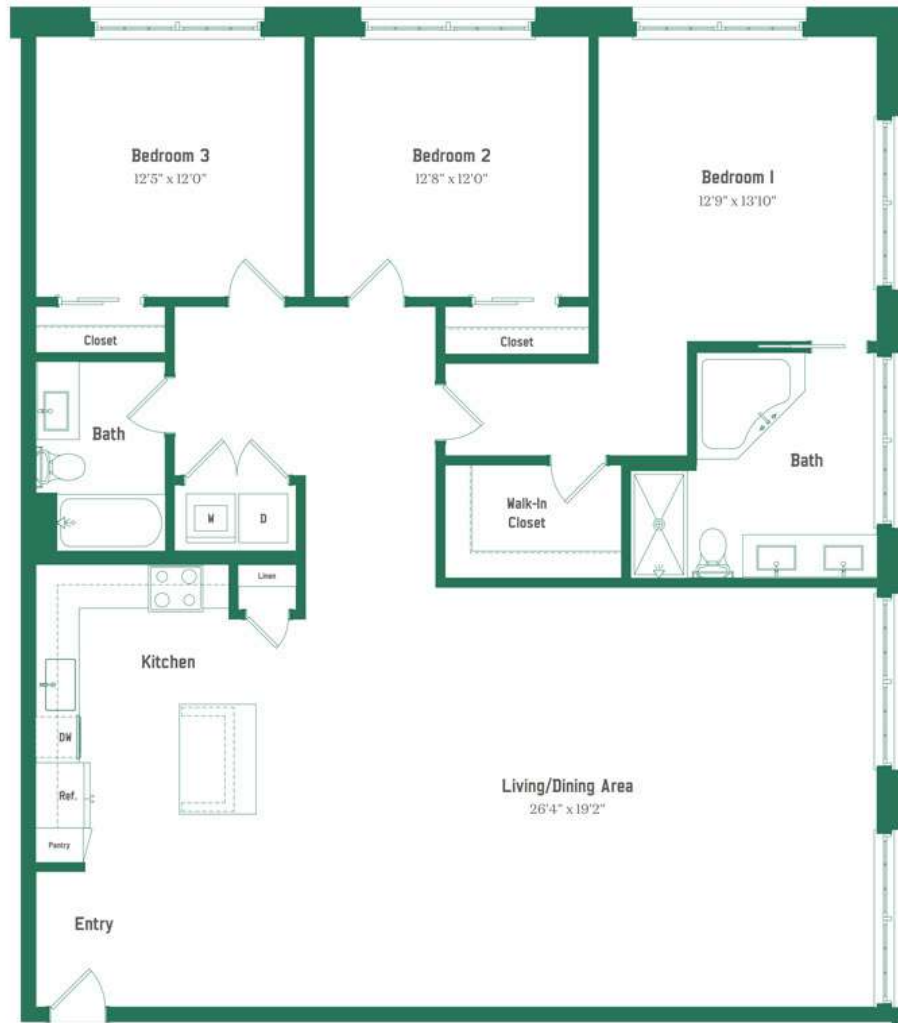 Bedroom 3
12'5" x 12'0"
Bedroom 2
12'8" x 12'0"
Bedroom 1
12'9" x 13'10"
Closet
Closet
Bath
Bath
Walk-In
Closet
W
D
Linen
Kitchen
DW
Ref.
Pantry
Living/Dining Area
26'4" x 19'2"
Entry